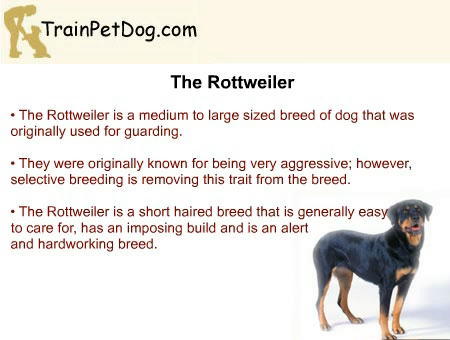 TrainPetDog.com
The Rottweiler
• The Rottweiler is a medium to large sized breed of dog that was
originally used for guarding.
• They were originally known for being very aggressive; however,
selective breeding is removing this trait from the breed.
• The Rottweiler is a short haired breed that is generally easy
to care for, has an imposing build and is an alert
and hardworking breed.